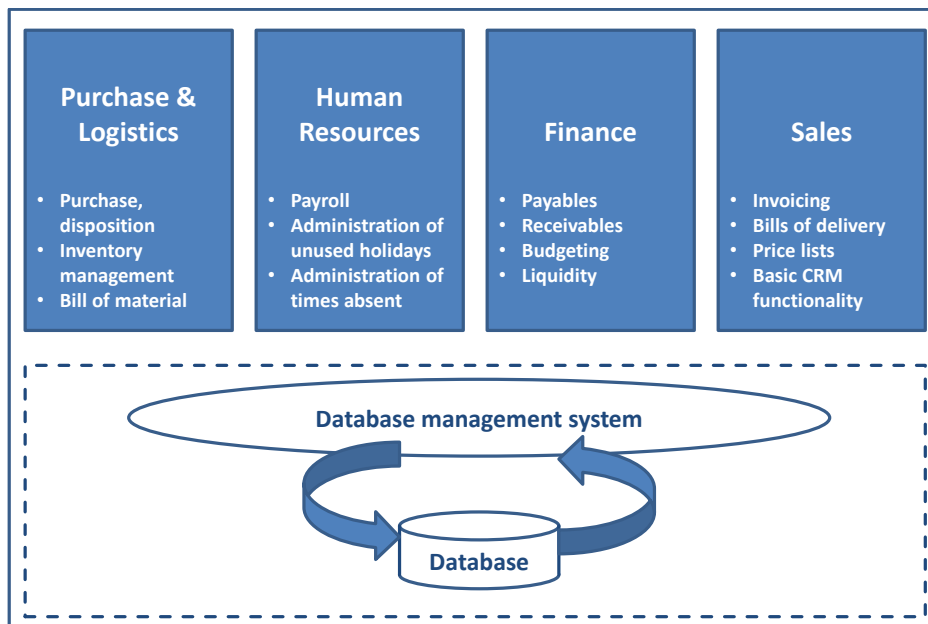 Purchase &
Logistics
• Purchase,
disposition
• Inventory
management
• Bill of material
Human
Resources
• Payroll
• Administration of
unused holidays
• Administration of
times absent
Finance
• Payables
• Receivables
• Budgeting
• Liquidity
Sales
• Invoicing
• Bills of delivery
• Price lists
• Basic CRM
functionality
Database management system
Database